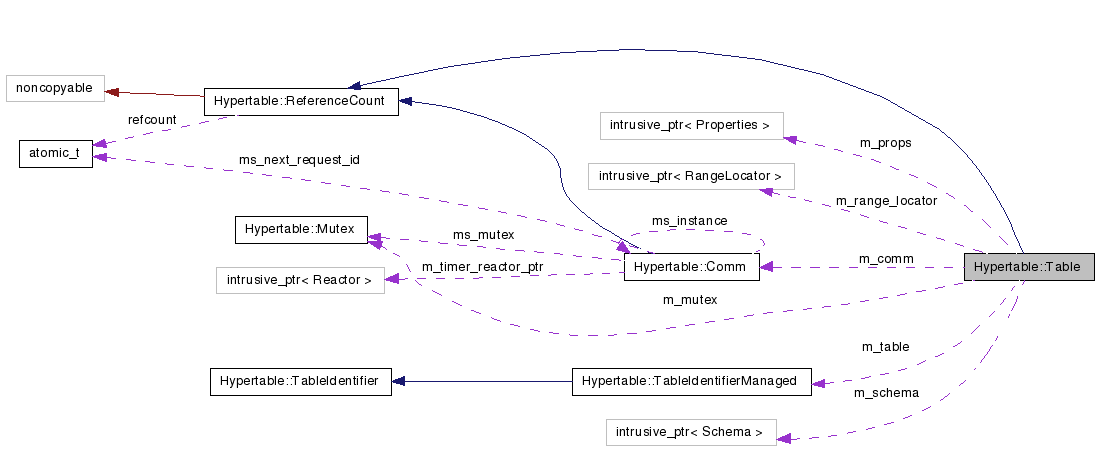 noncopyable
Hypertable::ReferenceCount
refcount
intrusive_ptr< Properties >
m_props
atomic_t
ms_next_request_id
intrusive_ptr< RangeLocator >
m_range_locator
Hypertable::Mutex
ms_mutex
ms_instance
m_timer_reactor_ptr
Hypertable::Comm
m_comm
Hypertable::Table
intrusive_ptr< Reactor >
m_mutex
m_table
Hypertable::TableIdentifier
Hypertable::TableIdentifierManaged
m_schema
intrusive_ptr< Schema >